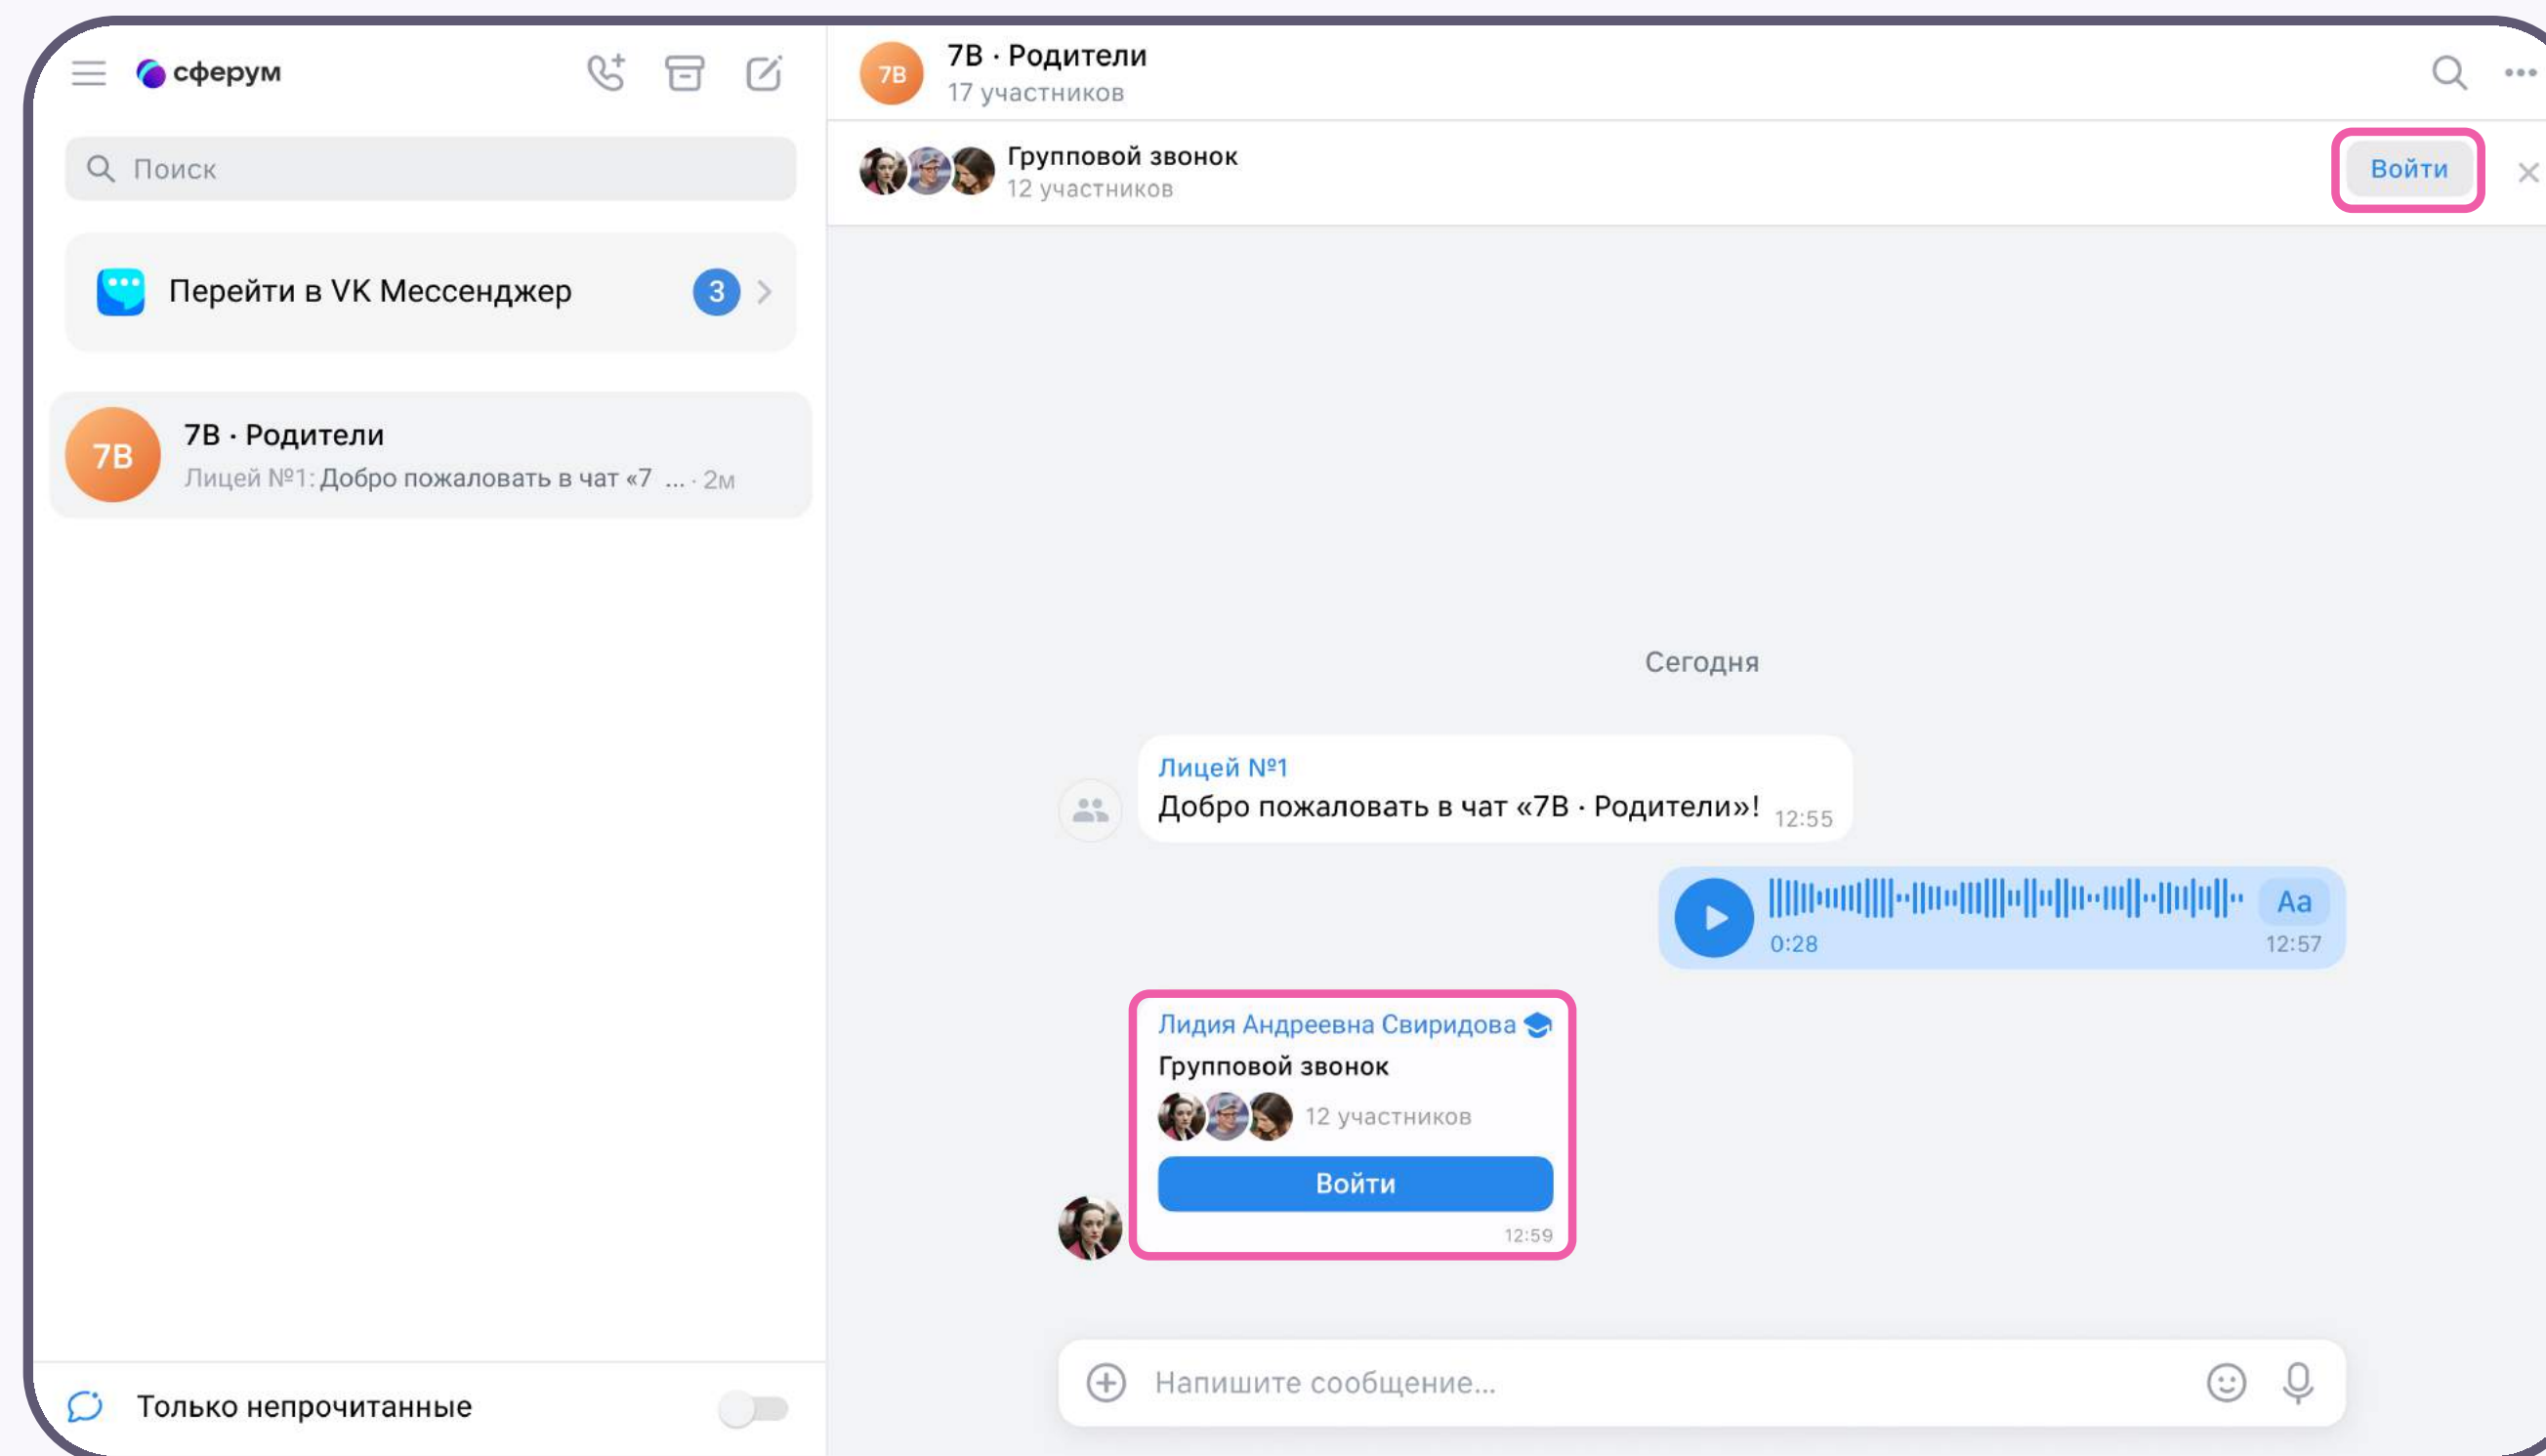 сферум
Поиск
Перейти в VK Мессенджер
3
7В
7В · Родители
Лицей №1: Добро пожаловать в чат «7 ... · 2м
Только непрочитанные
7В
7В · Родители
17 участников
Групповой звонок
12 участников
Войти
Сегодня
Лицей №1
Добро пожаловать в чат «7В · Родители»! 12:55
Aa
0:28
12:57
Лидия Андреевна Свиридова
Групповой звонок
12 участников
Войти
12:59
Напишите сообщение...